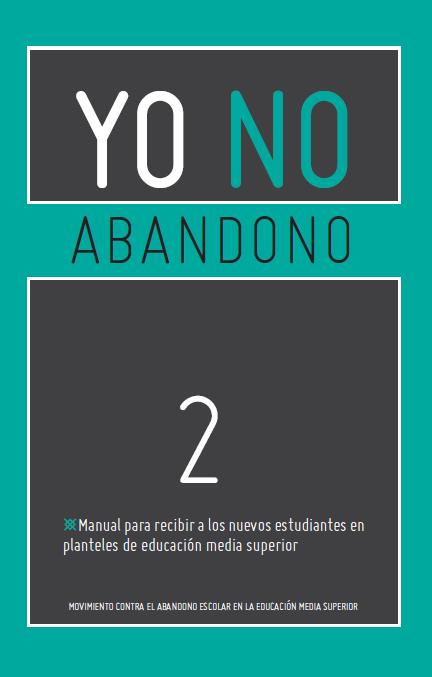 YO NO
ABANDONO
2
Manual para recibir a los nuevos estudiantes en
planteles de educación media superior
MOVIMIENTO CONTRA EL ABANDONO ESCOLAR EN LA EDUCACIÓN MEDIA SUPERIOR